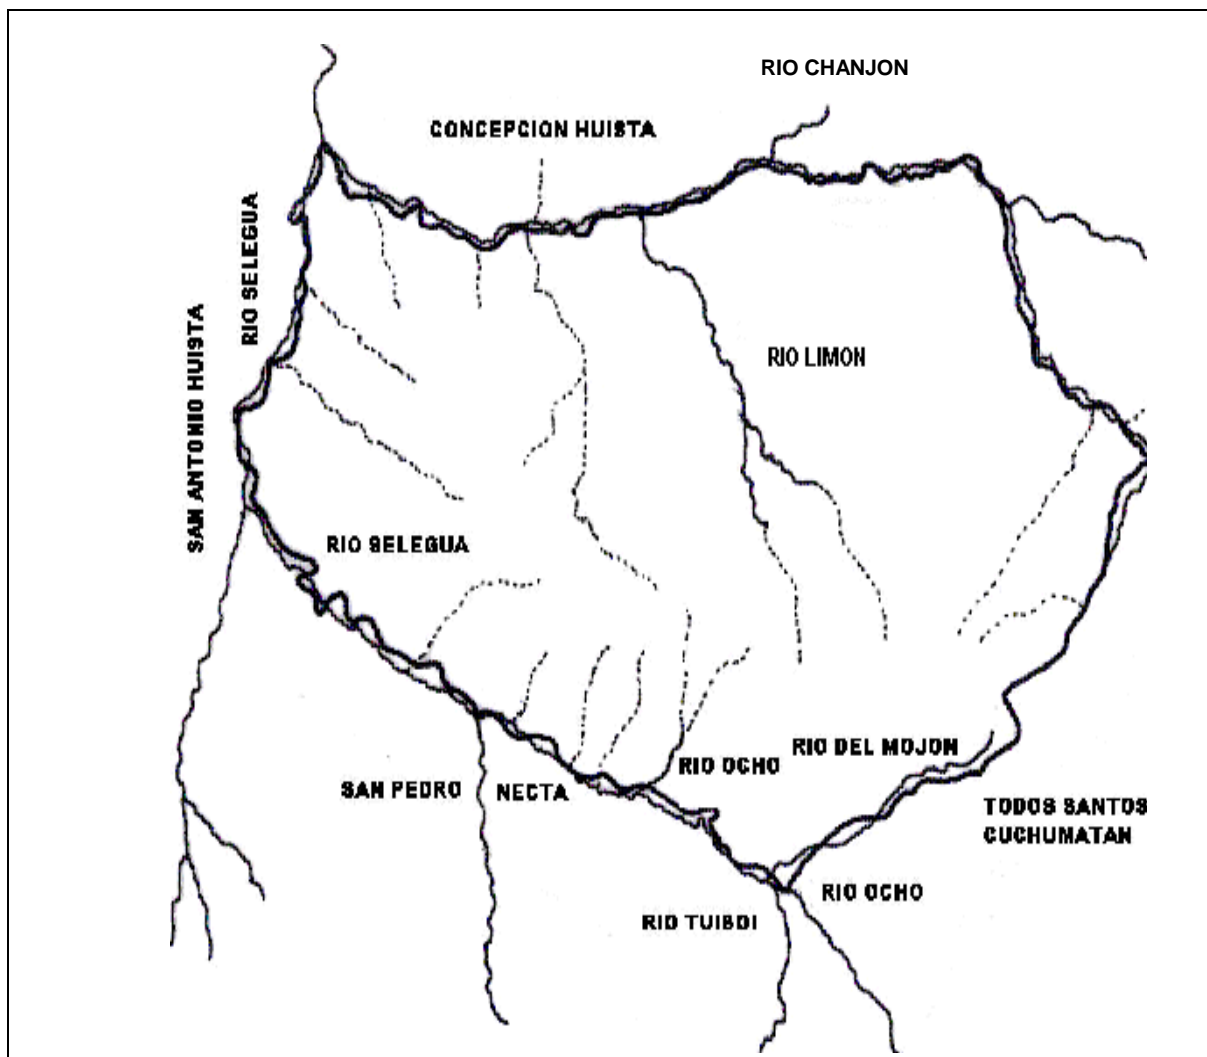 RIO CHANJON
CONCEPCION HUISTA
RIO SELEGUA
SAN ANTONIO HUISTA
RIO LIMON
RIO SELEGUA
RIO DEL MOJON
RIO OCHO
SAN PEDRO NECTA
TODOS SANTOS
CUCHUMATAN
RIO OCHO
RIO TUISOI